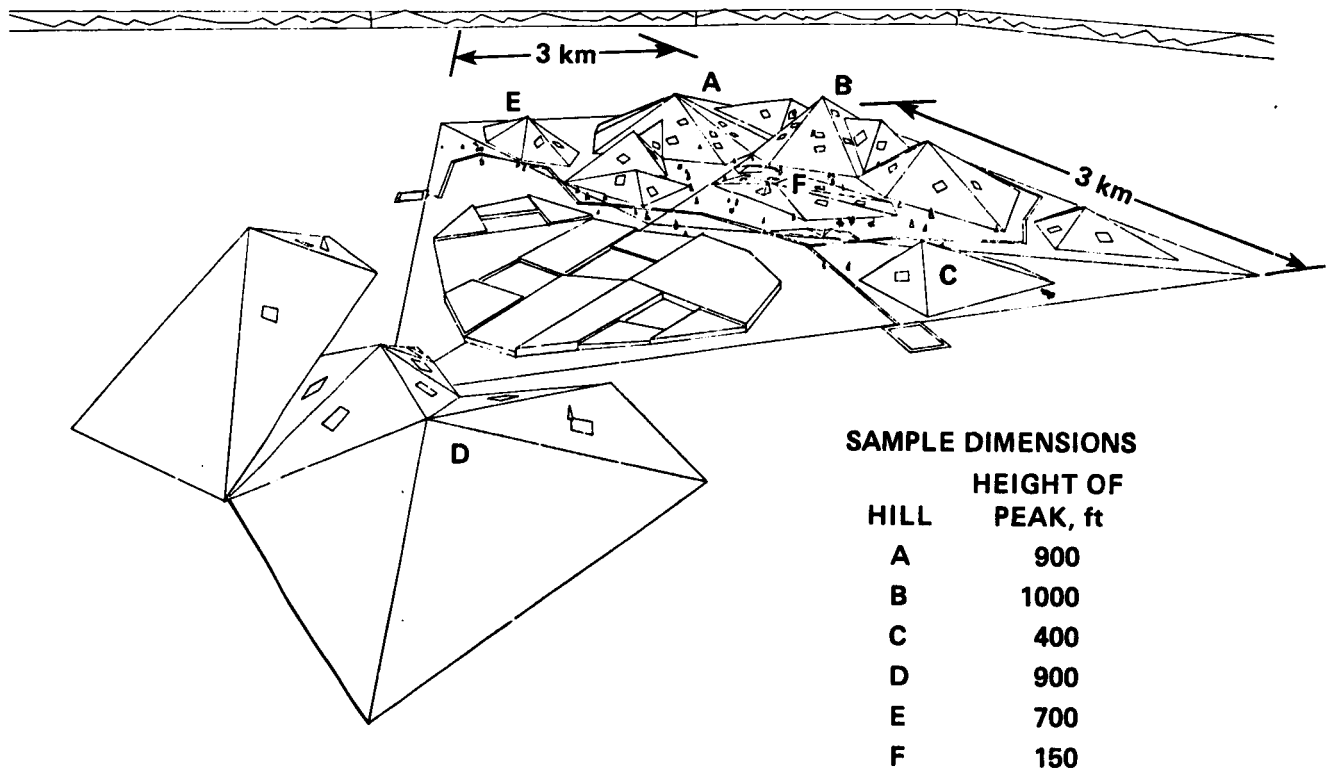 3 km
A
B
E
3 km
F
C
D
SAMPLE DIMENSIONS
HEIGHT OF
HILL PEAK, ft
A 900
B 1000
C 400
D 900
E 700
F 150